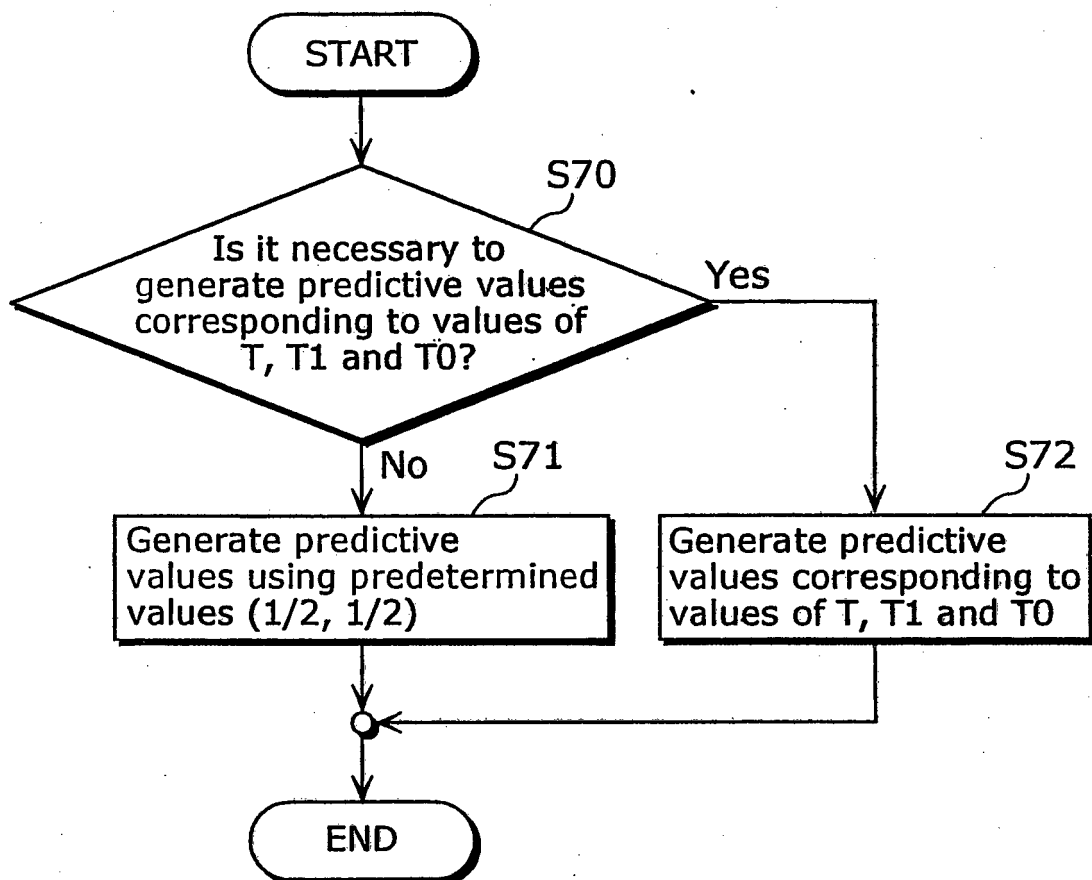 START
S70
Is it necessary to
generate predictive values
corresponding to values of
T, T1 and T0?
Yes
No
S71
Generate predictive
values using predetermined
values (1/2, 1/2)
S72
Generate predictive
values corresponding to
values of T, T1 and T0
END